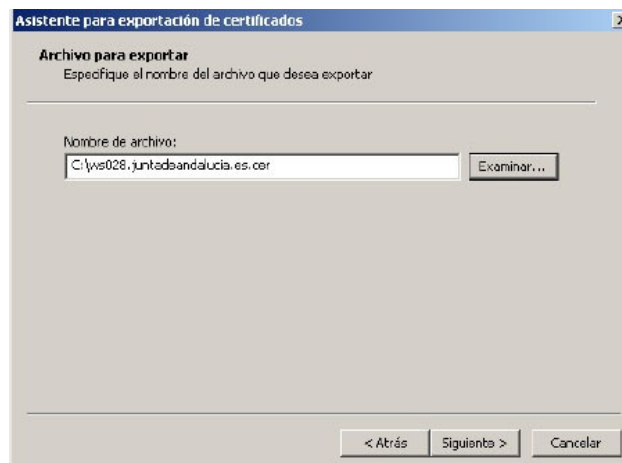 Asistente para exportación de certificados
Archivo para exportar
Especifique el nombre del archivo que desea exportar
Nombre de archivo:
C:\ws028.juntadeandalucia.es.cer
Examinar...
< Atrás
Siguiente >
Cancelar